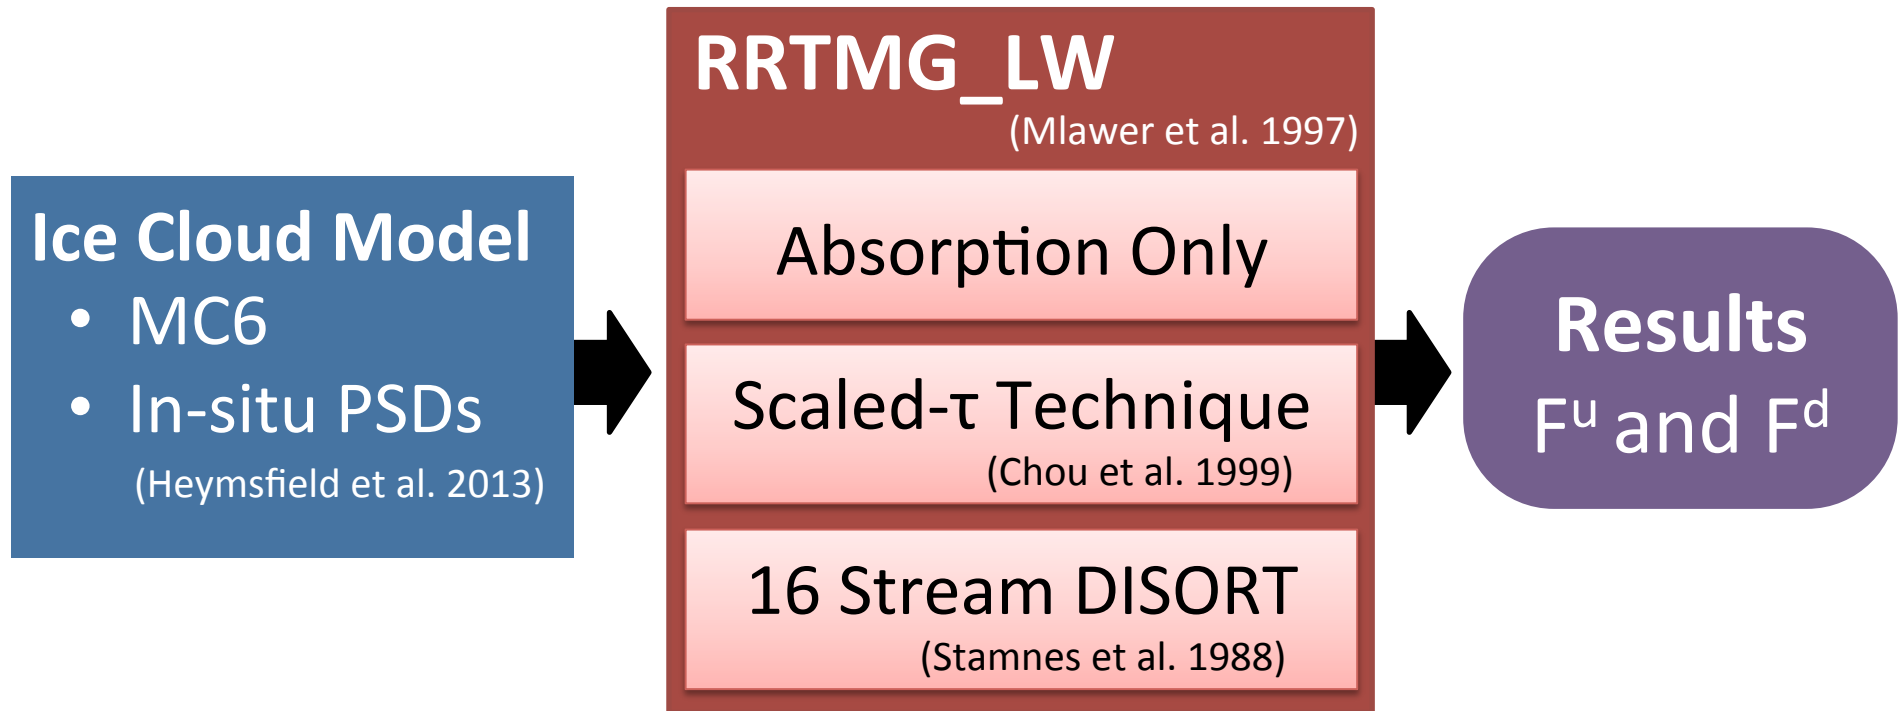 Ice Cloud Model
• MC6
• In-situ PSDs
(Heymsfield et al. 2013)
RRTMG_LW
(Mlawer et al. 1997)
Absorption Only
Scaled-τ Technique
(Chou et al. 1999)
16 Stream DISORT
(Stamnes et al. 1988)
Results
Fᵘ and Fᵈ